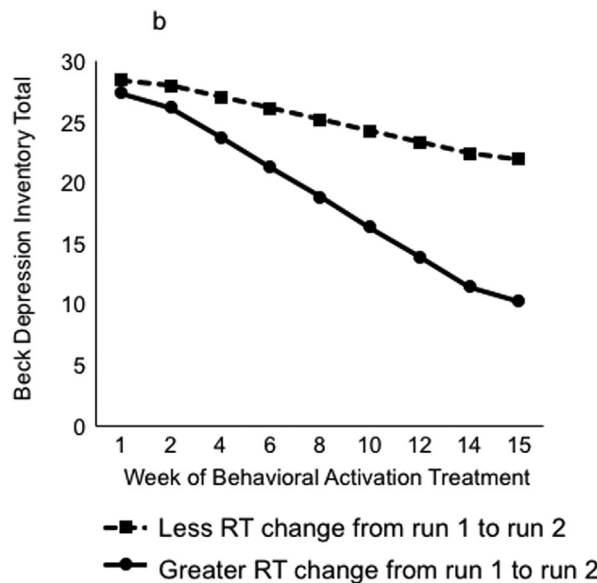 b
Beck Depression Inventory Total
30
25
20
15
10
5
0
1 2 4 6 8 10 12 14 15
Week of Behavioral Activation Treatment
Less RT change from run 1 to run 2
Greater RT change from run 1 to run 2